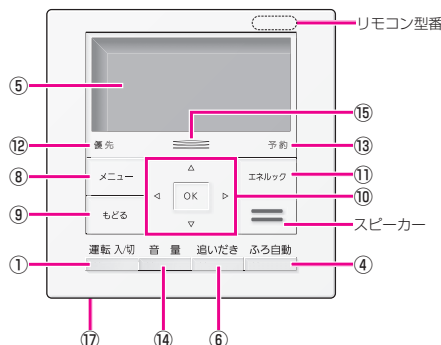 リモコン型番
⑤
⑮
⑫ 優先 予約 ⑬
⑧ メニュー △ エネルック ⑪
◁ OK ▷ ⑩
⑨ もどる ▽ スピーカー
運転 入/切 音量 追いだき ふろ自動
① ④
⑰ ⑭ ⑥